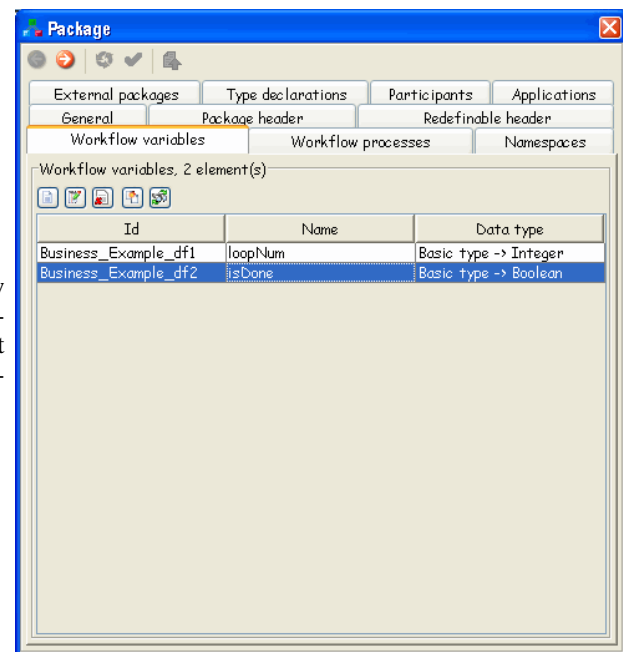 Package
External packages Type declarations Participants Applications
General Package header Redefinable header
Workflow variables Workflow processes Namespaces
Workflow variables, 2 element(s)
Id Name Data type
Business_Example_df1 loopNum Basic type -> Integer
Business_Example_df2 isDone Basic type -> Boolean